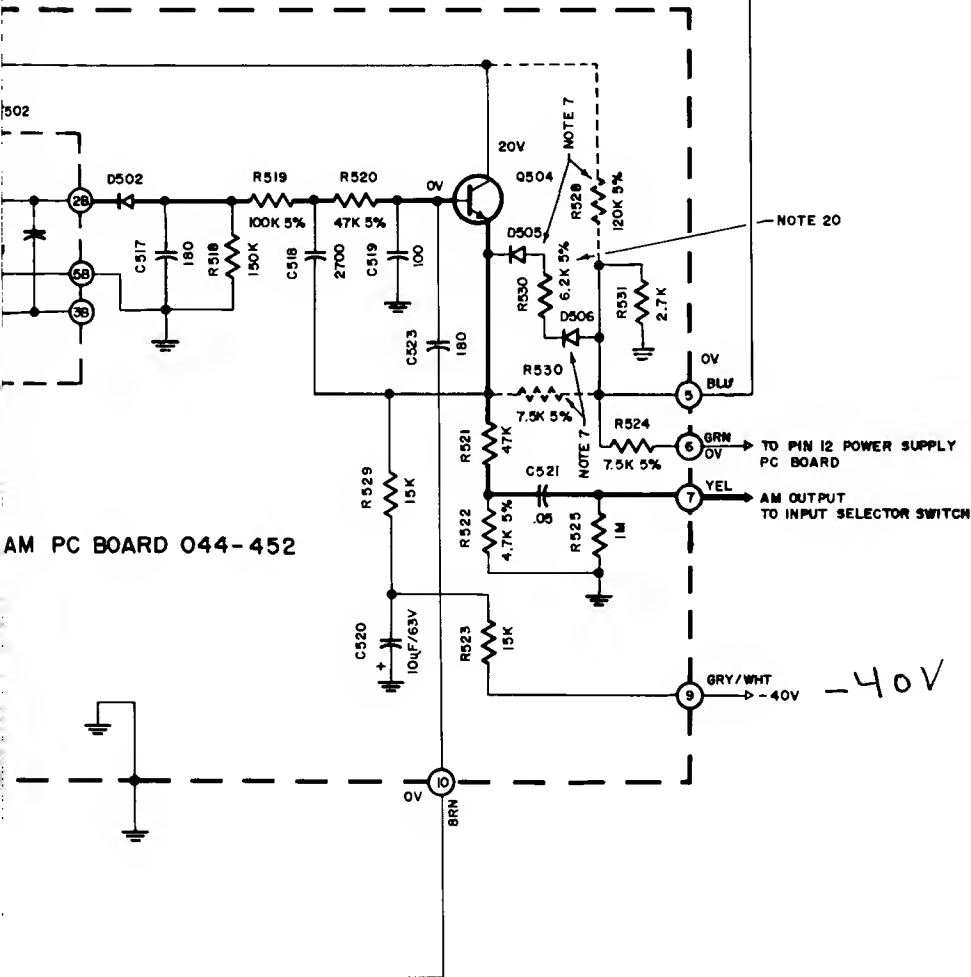 502
2B
5B
3B
D502
C517
180
R518
150K
R519
100K 5%
R520
47K 5%
C518
2700
C519
100
0V
20V
Q504
NOTE 7
R528
120K 5%
NOTE 20
D505
R530
6.2K 5%
D506
R531
2.7K
C523
180
R530
7.5K 5%
NOTE 7
0V
5
BLU
R524
7.5K 5%
6
GRN
0V
TO PIN 12 POWER SUPPLY
PC BOARD
R521
47K
C521
.05
7
YEL
AM OUTPUT
TO INPUT SELECTOR SWITCH
R529
15K
R522
4.7K 5%
R525
1M
AM PC BOARD 044-452
C520
10µF/63V
+
R523
15K
9
GRY/WHT
-40V
-40V
0V
10
BRN